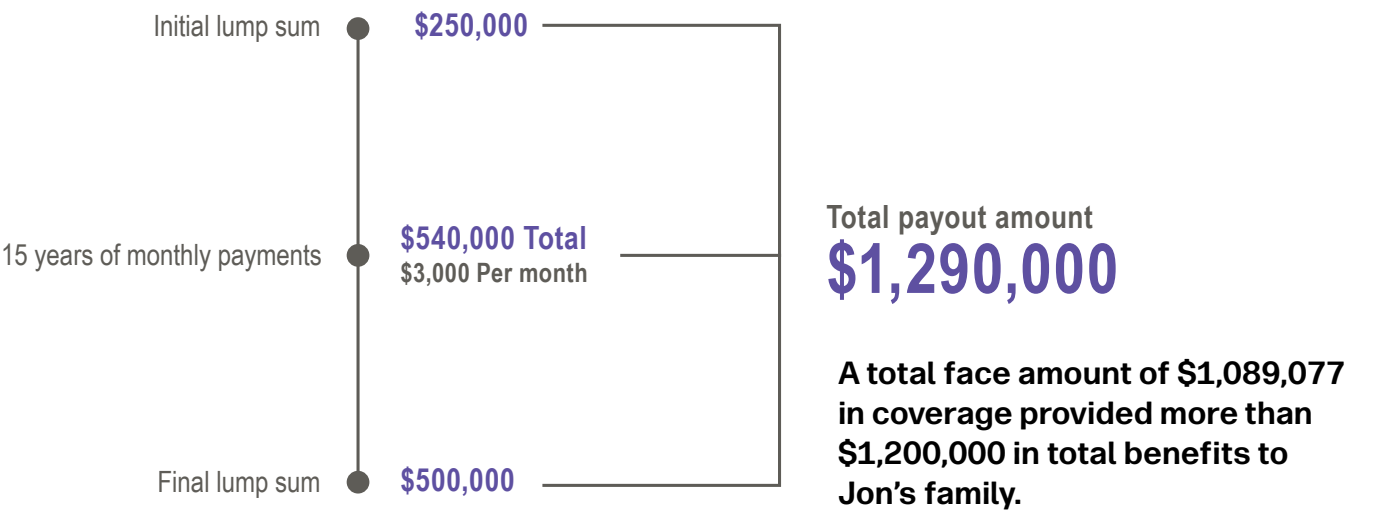 Initial lump sum
$250,000
15 years of monthly payments
$540,000 Total
$3,000 Per month
Final lump sum
$500,000
Total payout amount
$1,290,000
A total face amount of $1,089,077
in coverage provided more than
$1,200,000 in total benefits to
Jon’s family.